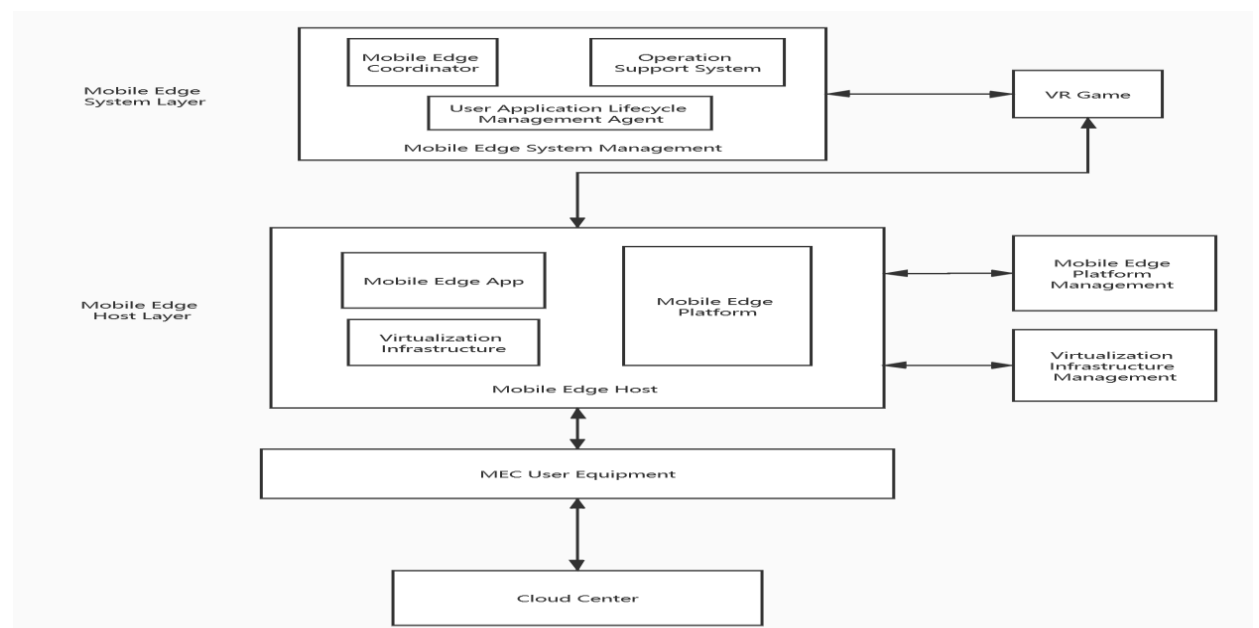 Mobile Edge
System Layer
Mobile Edge
Coordinator
Operation
Support System
User Application Lifecycle
Management Agent
Mobile Edge System Management
VR Game
Mobile Edge
Host Layer
Mobile Edge App
Virtualization
Infrastructure
Mobile Edge
Platform
Mobile Edge Host
Mobile Edge
Platform
Management
Virtualization
Infrastructure
Management
MEC User Equipment
Cloud Center